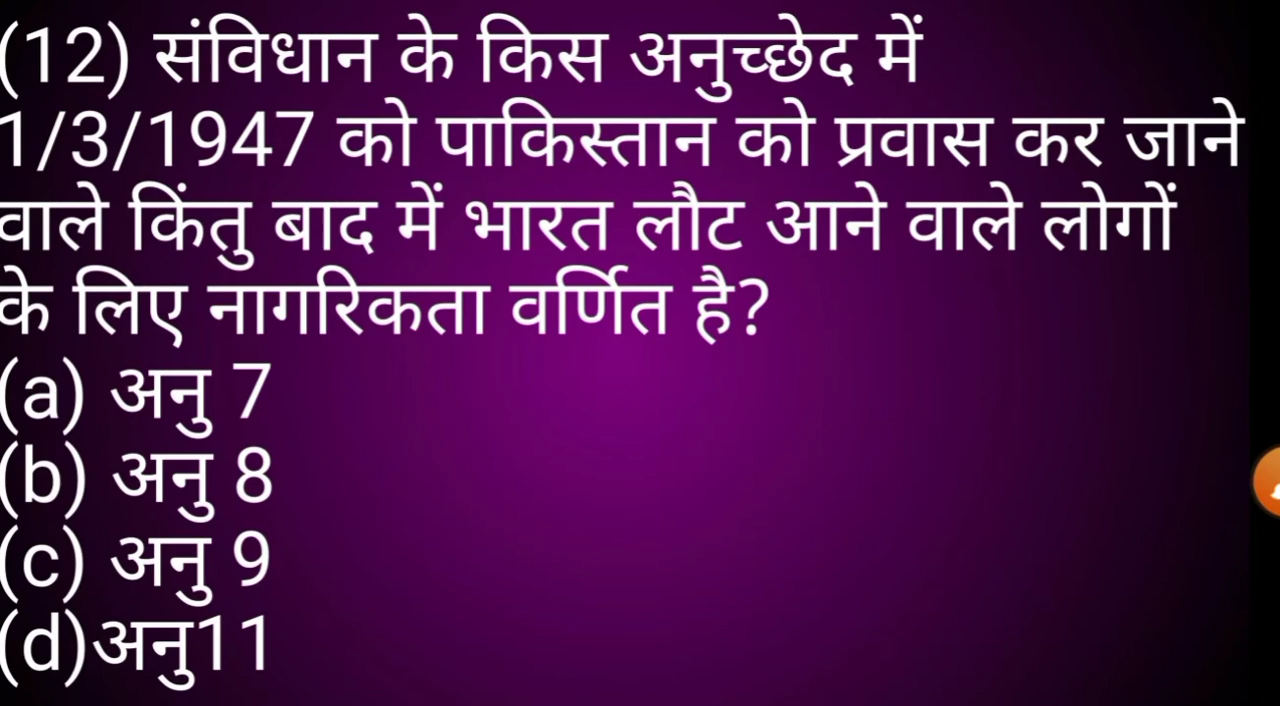 (12) संविधान के किस अनुच्छेद में
1/3/1947 को पाकिस्तान को प्रवास कर जाने
वाले किंतु बाद में भारत लौट आने वाले लोगों
के लिए नागरिकता वर्णित है?
(a) अनु 7
(b) अनु 8
(c) अनु 9
(d)अनु11